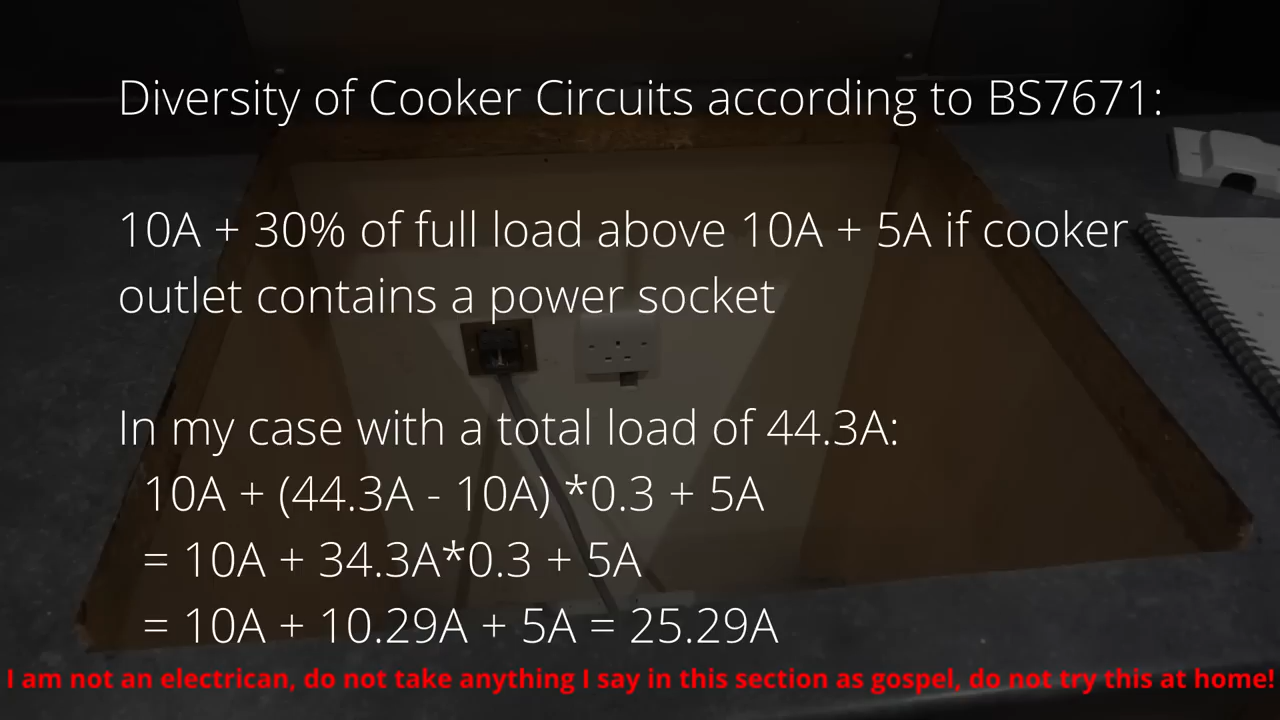 Diversity of Cooker Circuits according to BS7671:
10A + 30% of full load above 10A + 5A if cooker
outlet contains a power socket
In my case with a total load of 44.3A:
10A + (44.3A - 10A) *0.3 + 5A
= 10A + 34.3A*0.3 + 5A
= 10A + 10.29A + 5A = 25.29A
I am not an electrican, do not take anything I say in this section as gospel, do not try this at home!